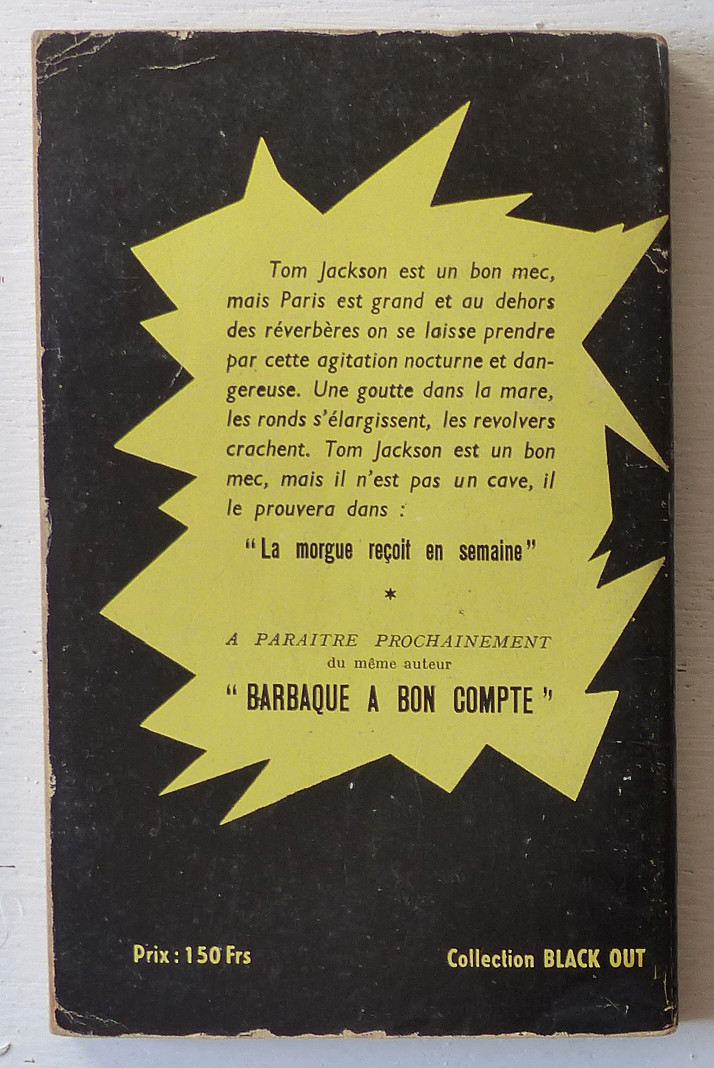 Tom Jackson est un bon mec,
mais Paris est grand et au dehors
des réverbères on se laisse prendre
par cette agitation nocturne et dan-
gereuse. Une goutte dans la mare,
les ronds s'élargissent, les revolvers
crachent. Tom Jackson est un bon
mec, mais il n'est pas un cave, il
le prouvera dans :
"La morgue reçoit en semaine"
*
A PARAITRE PROCHAINEMENT
du même auteur
" BARBAQUE A BON COMPTE "
Prix : 150 Frs
Collection BLACK OUT